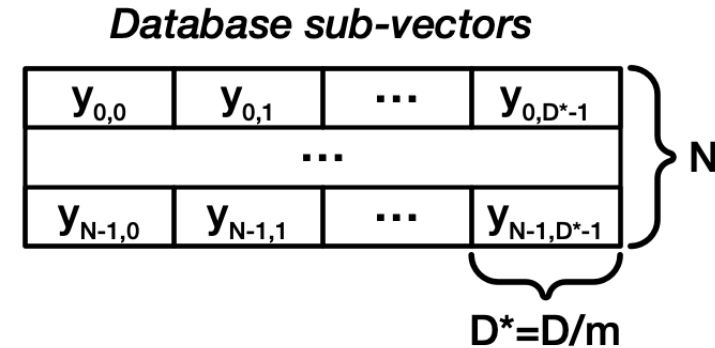 Database sub-vectors
y0,0 y0,1 ... y0,D*-1
... N
yN-1,0 yN-1,1 ... yN-1,D*-1
D*=D/m